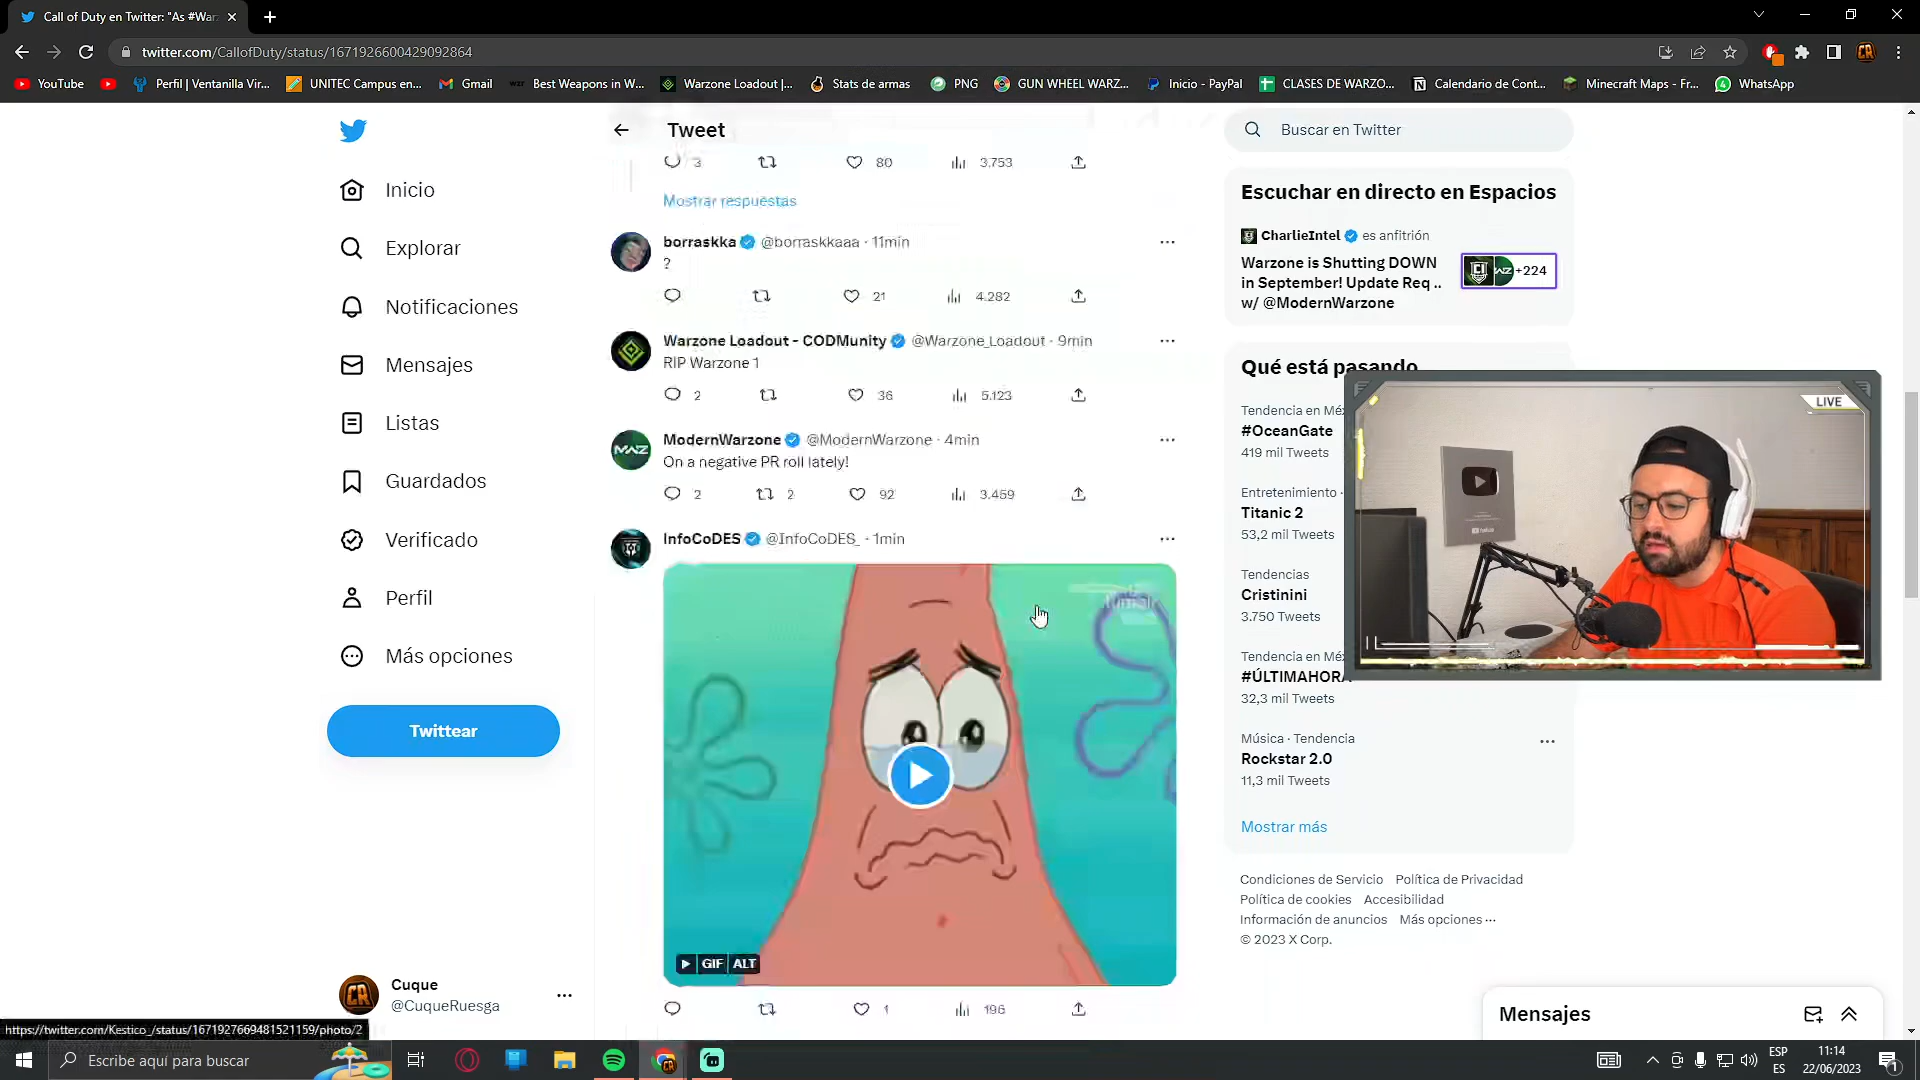 Call of Duty en Twitter: "As #War
twitter.com/CallofDuty/status/1671926600429092864
YouTube
Perfil | Ventanilla Vir...
UNITEC Campus en...
Gmail
Best Weapons in W...
Warzone Loadout |...
Stats de armas
PNG
GUN WHEEL WARZ...
Inicio - PayPal
CLASES DE WARZO...
Calendario de Cont...
Minecraft Maps - Fr...
WhatsApp
Inicio
Explorar
Notificaciones
Mensajes
Listas
Guardados
Verificado
Perfil
Más opciones
Twittear
Cuque
@CuqueRuesga
Tweet
3 80 3.753
Mostrar respuestas
borraskka @borraskkaaa · 11min
?
21 4.282
Warzone Loadout - CODMunity @Warzone_Loadout · 9min
RIP Warzone 1
2 36 5.123
ModernWarzone @ModernWarzone · 4min
On a negative PR roll lately!
2 2 92 3.459
InfoCoDES @InfoCoDES_ · 1min
GIF ALT
1 196
Buscar en Twitter
Escuchar en directo en Espacios
CharlieIntel es anfitrión
Warzone is Shutting DOWN
in September! Update Req ..
w/ @ModernWarzone
+224
Qué está pasando
Tendencia en Méx
#OceanGate
419 mil Tweets
Entretenimiento ·
Titanic 2
53,2 mil Tweets
Tendencias
Cristinini
3.750 Tweets
Tendencia en Méx
#ÚLTIMAHORA
32,3 mil Tweets
Música · Tendencia
Rockstar 2.0
11,3 mil Tweets
Mostrar más
Condiciones de Servicio Política de Privacidad
Política de cookies Accesibilidad
Información de anuncios Más opciones ···
© 2023 X Corp.
LIVE
Mensajes
https://twitter.com/Kestico_/status/1671927669481521159/photo/2
Escribe aquí para buscar
ESP
ES
11:14
22/06/2023
1